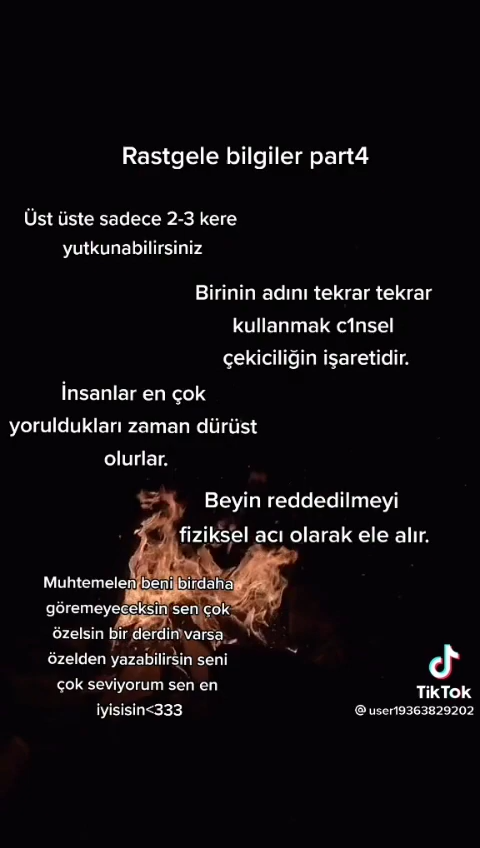 Rastgele bilgiler part4
Üst üste sadece 2-3 kere
yutkunabilirsiniz
Birinin adını tekrar tekrar
kullanmak c1nsel
çekiciliğin işaretidir.
İnsanlar en çok
yoruldukları zaman dürüst
olurlar.
Beyin reddedilmeyi
fiziksel acı olarak ele alır.
Muhtemelen beni birdaha
göremeyeceksin sen çok
özelsin bir derdin varsa
özelden yazabilirsin seni
çok seviyorum sen en
iyisisin<333
TikTok
@user19363829202